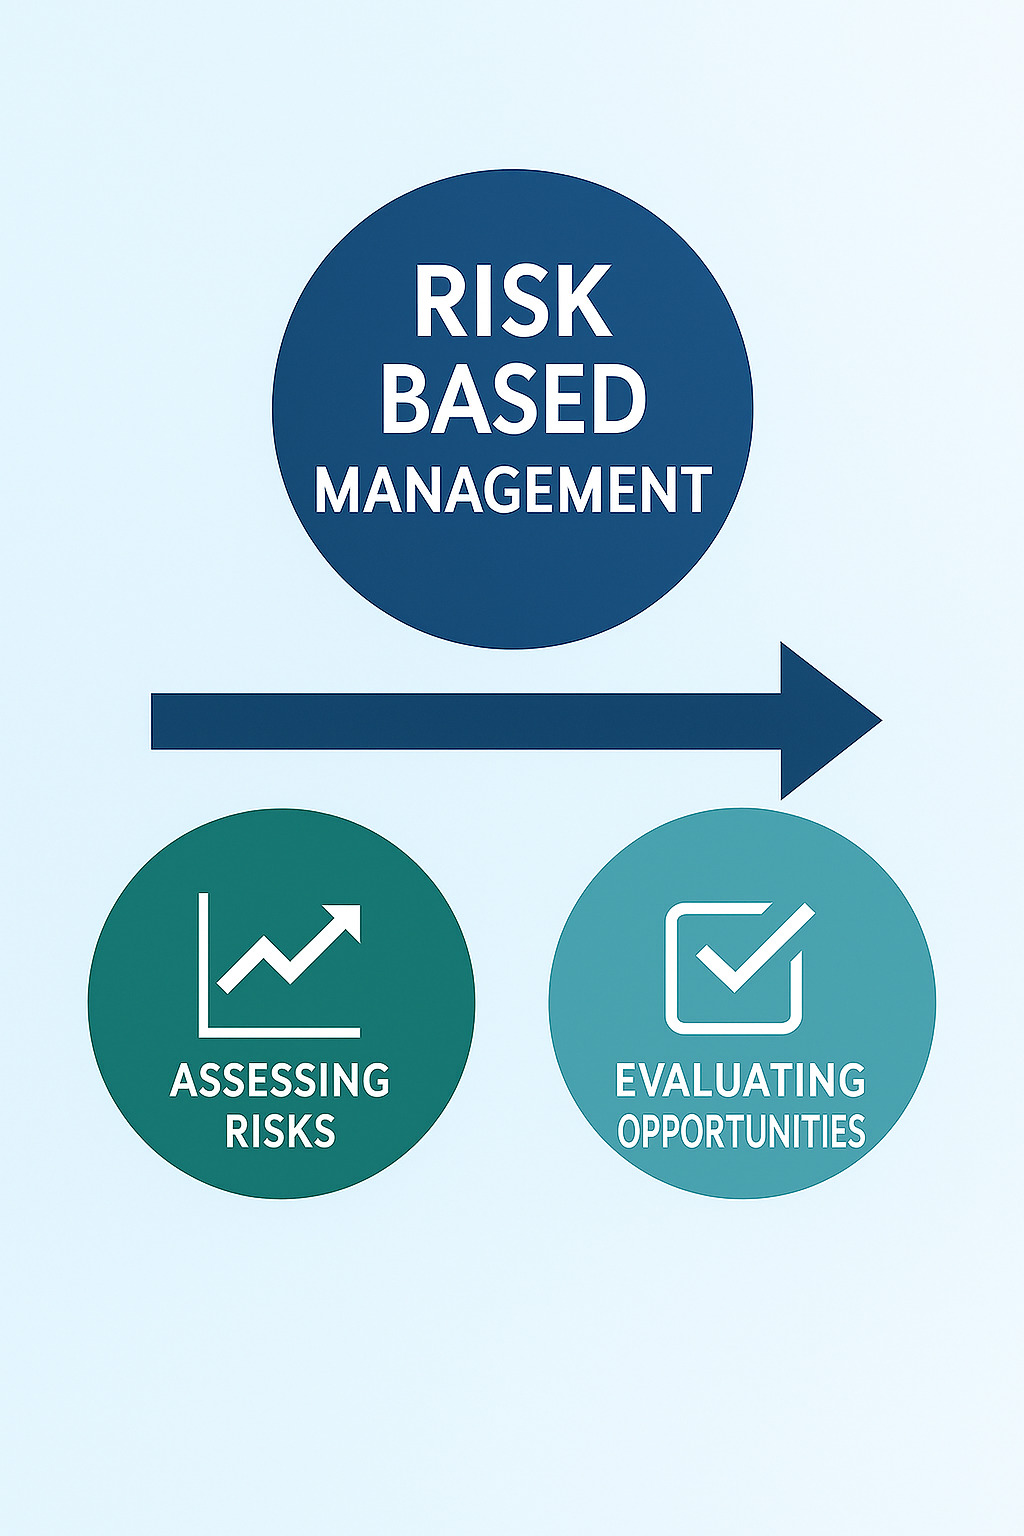 RISK
BASED
MANAGEMENT
ASSESSING
RISKS
EVALUATING
OPPORTUNITIES